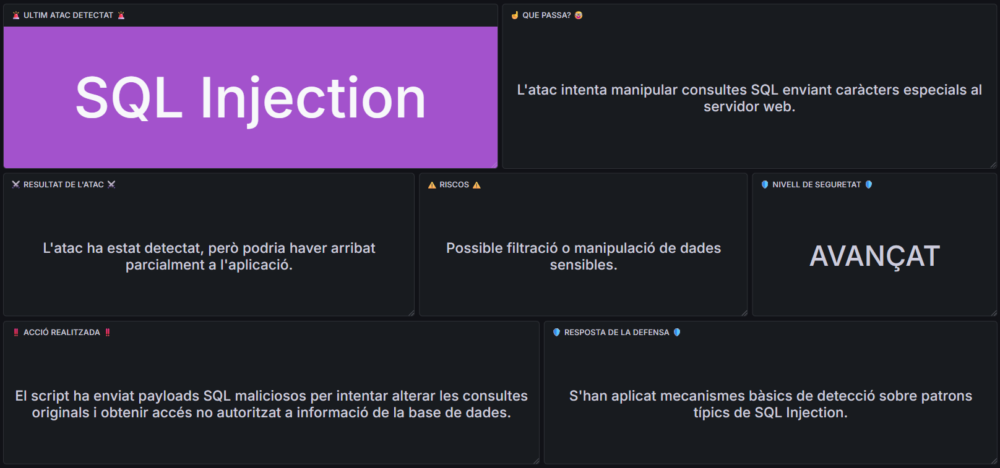 🚨 ULTIM ATAC DETECTAT 🚨
SQL Injection
☝️ QUE PASSA? 🤪
L'atac intenta manipular consultes SQL enviant caràcters especials al
servidor web.
⚔️ RESULTAT DE L'ATAC ⚔️
L'atac ha estat detectat, però podria haver arribat
parcialment a l'aplicació.
⚠️ RISCOS ⚠️
Possible filtració o manipulació de dades
sensibles.
🛡️ NIVELL DE SEGURETAT 🛡️
AVANÇAT
‼️ ACCIÓ REALITZADA ‼️
El script ha enviat payloads SQL maliciosos per intentar alterar les consultes
originals i obtenir accés no autoritzat a informació de la base de dades.
🛡️ RESPOSTA DE LA DEFENSA 🛡️
S'han aplicat mecanismes bàsics de detecció sobre patrons
típics de SQL Injection.